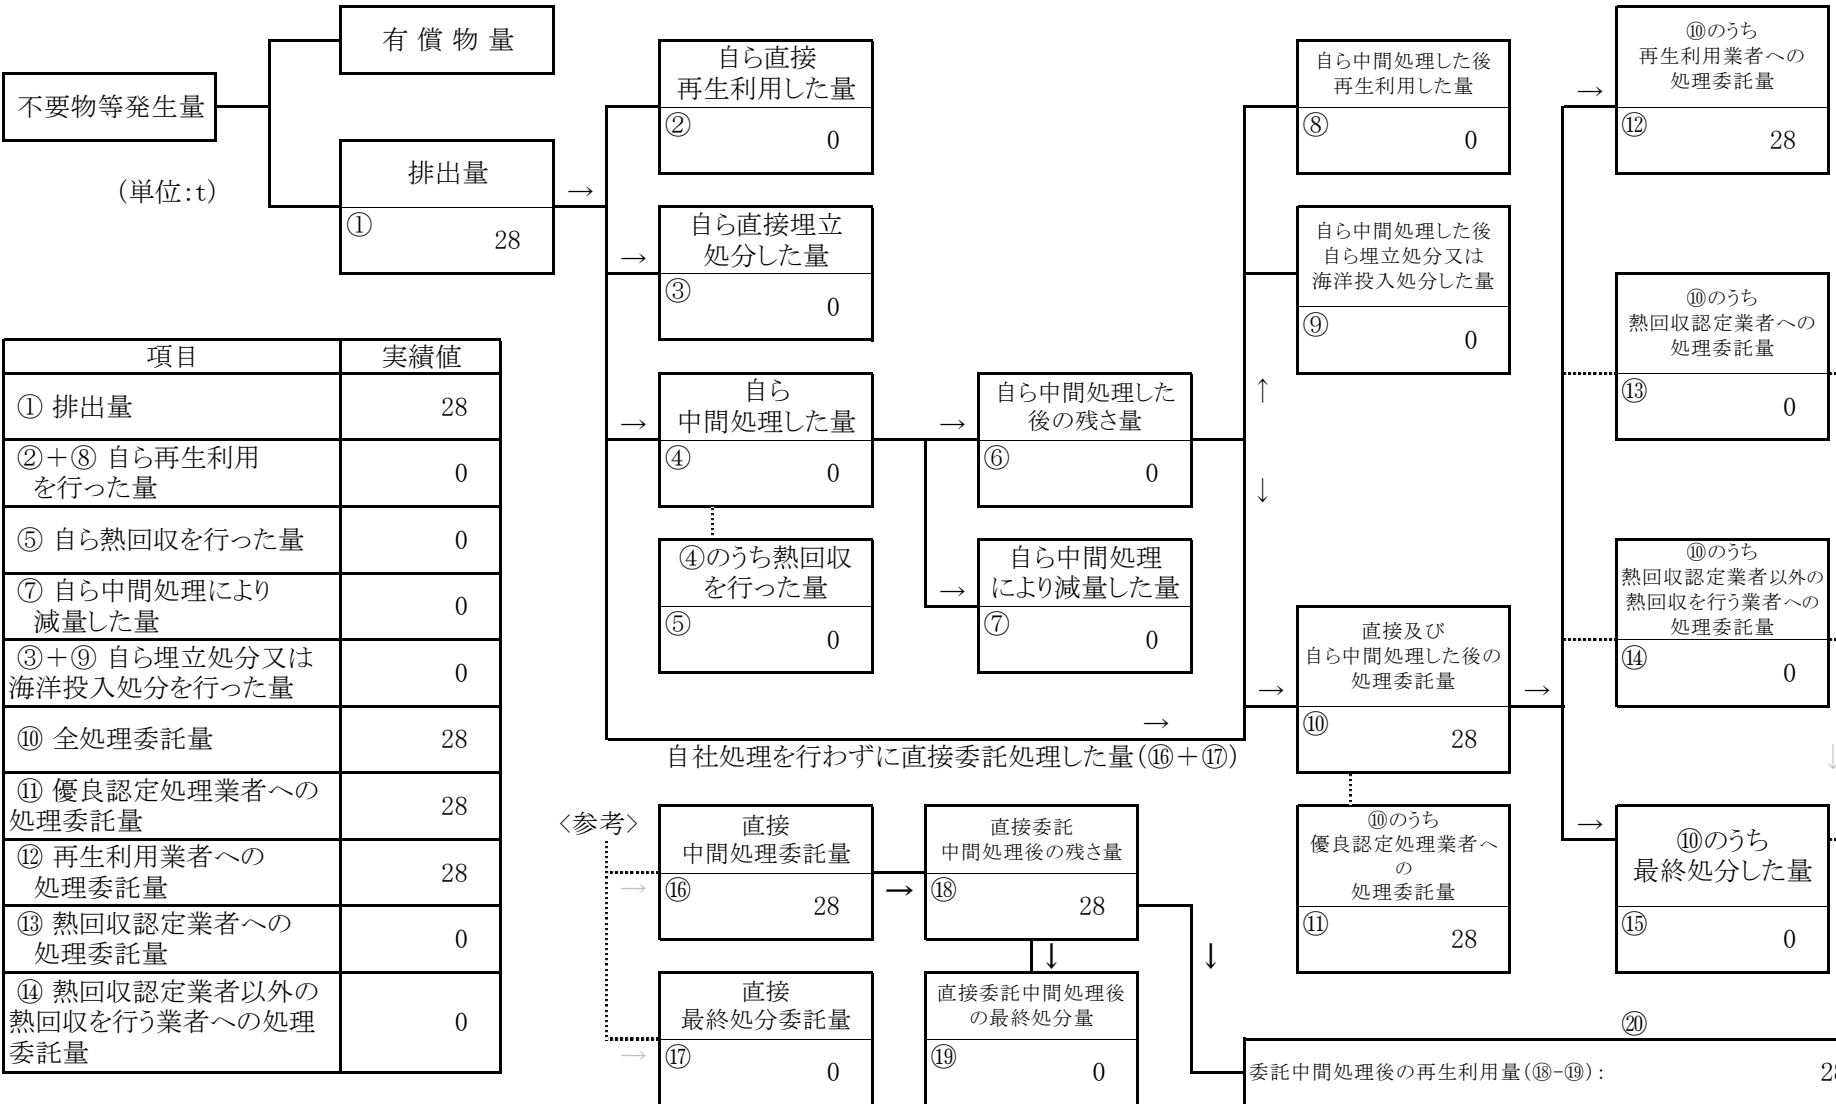 有 償 物 量
不要物等発生量
(単位:t)
排出量
①
28
→
自ら直接
再生利用した量
②
0
→
自ら直接埋立
処分した量
③
0
→
自ら
中間処理した量
④
0
④のうち熱回収
を行った量
⑤
0
→
自ら中間処理した
後の残さ量
⑥
0
→
自ら中間処理
により減量した量
⑦
0
→
自社処理を行わずに直接委託処理した量(⑯+⑰)
↑
↓
自ら中間処理した後
再生利用した量
⑧
0
自ら中間処理した後
自ら埋立処分又は
海洋投入処分した量
⑨
0
→
直接及び
自ら中間処理した後の
処理委託量
⑩
28
⑩のうち
優良認定処理業者へ
の
処理委託量
⑪
28
→
→
⑩のうち
再生利用業者への
処理委託量
⑫
28
⑩のうち
熱回収認定業者への
処理委託量
⑬
0
⑩のうち
熱回収認定業者以外の
熱回収を行う業者への
処理委託量
⑭
0
↓
→
⑩のうち
最終処分した量
⑮
0
項目 実績値
① 排出量 28
②+⑧ 自ら再生利用
を行った量 0
⑤ 自ら熱回収を行った量 0
⑦ 自ら中間処理により
減量した量 0
③+⑨ 自ら埋立処分又は
海洋投入処分を行った量 0
⑩ 全処理委託量 28
⑪ 優良認定処理業者への
処理委託量 28
⑫ 再生利用業者への
処理委託量 28
⑬ 熱回収認定業者への
処理委託量 0
⑭ 熱回収認定業者以外の
熱回収を行う業者への処理
委託量 0
<参考>
→
直接
中間処理委託量
⑯
28
→
直接委託
中間処理後の残さ量
⑱
28
↓
↓
→
直接
最終処分委託量
⑰
0
直接委託中間処理後
の最終処分量
⑲
0
⑳
委託中間処理後の再生利用量(⑱-⑲):